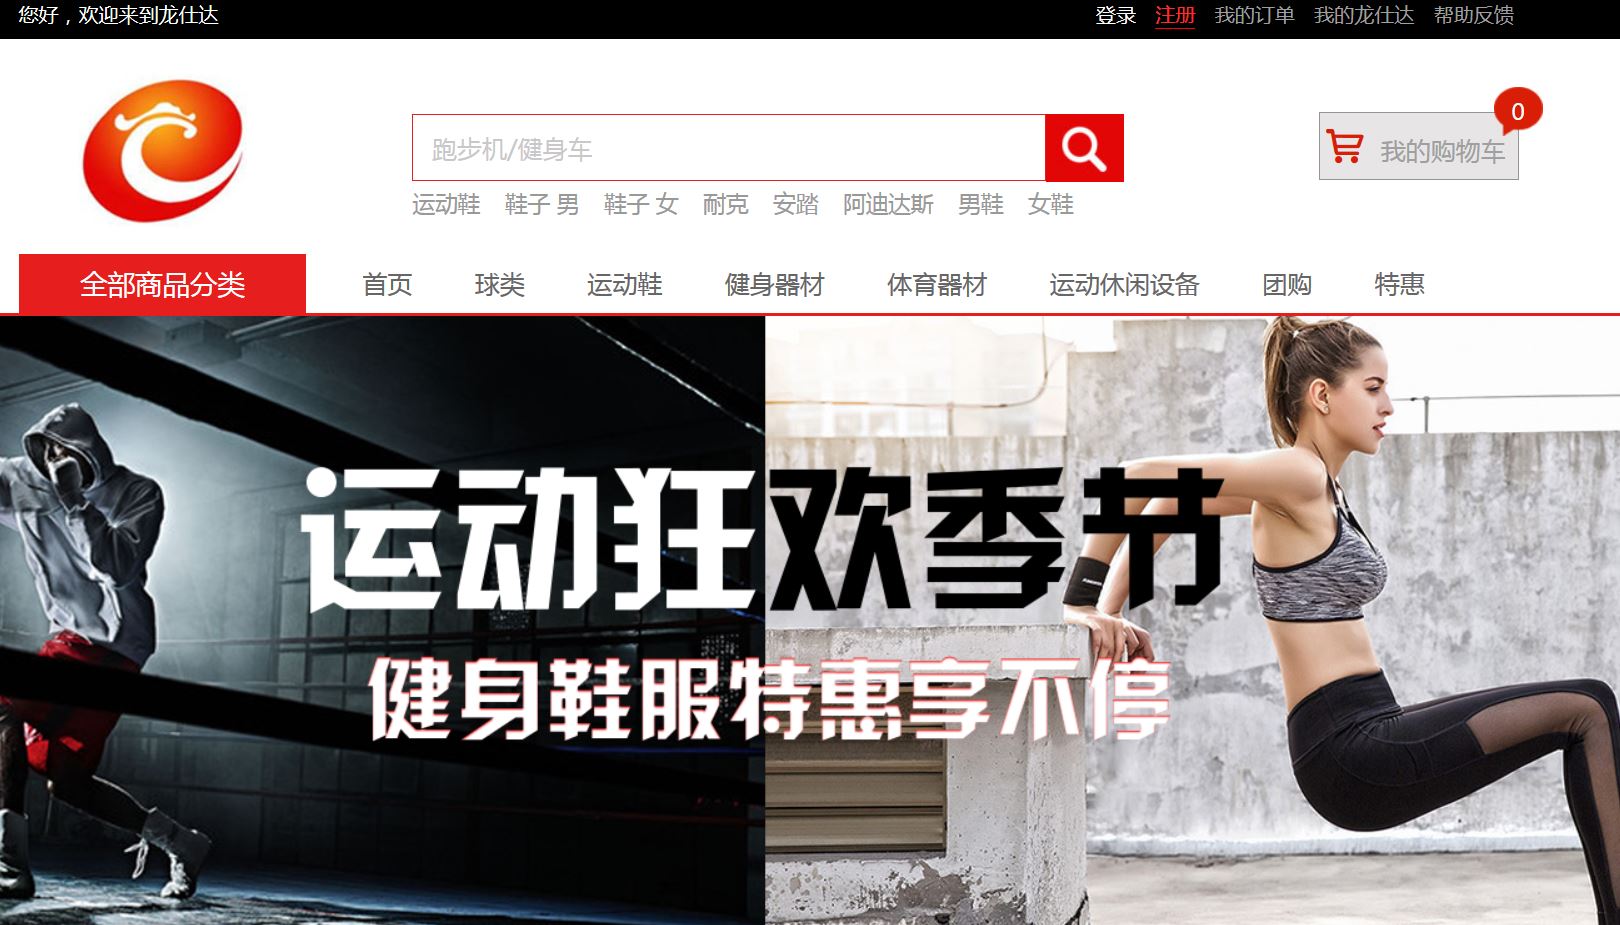 您好，欢迎来到龙仕达 登录 注册 我的订单 我的龙仕达 帮助反馈
0
跑步机/健身车 我的购物车
运动鞋 鞋子 男 鞋子 女 耐克 安踏 阿迪达斯 男鞋 女鞋
全部商品分类 首页 球类 运动鞋 健身器材 体育器材 运动休闲设备 团购 特惠
运动狂欢季节
健身鞋服特惠享不停